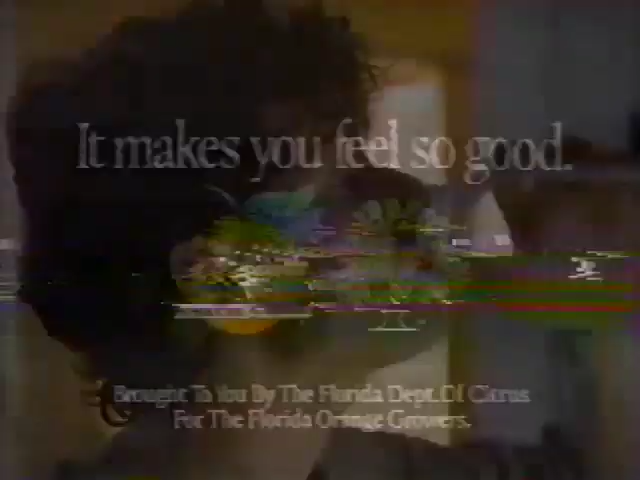 It makes you feel so good.
Brought To You By The Florida Dept. Of Citrus
For The Florida Orange Growers.